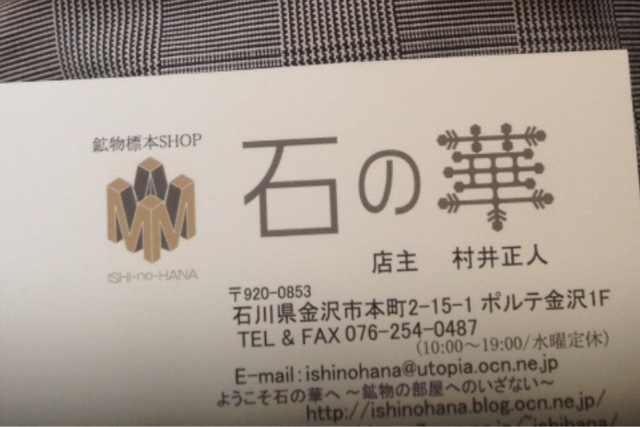 鉱物標本SHOP
石の華
ISHI-no-HANA
店主 村井正人
〒920-0853
石川県金沢市本町2-15-1 ポルテ金沢1F
TEL & FAX 076-254-0487
(10:00～19:00/水曜定休)
E-mail:ishinohana@utopia.ocn.ne.jp
ようこそ石の華へ ～鉱物の部屋へのいざない～
http://ishinohana.blog.ocn.ne.jp/